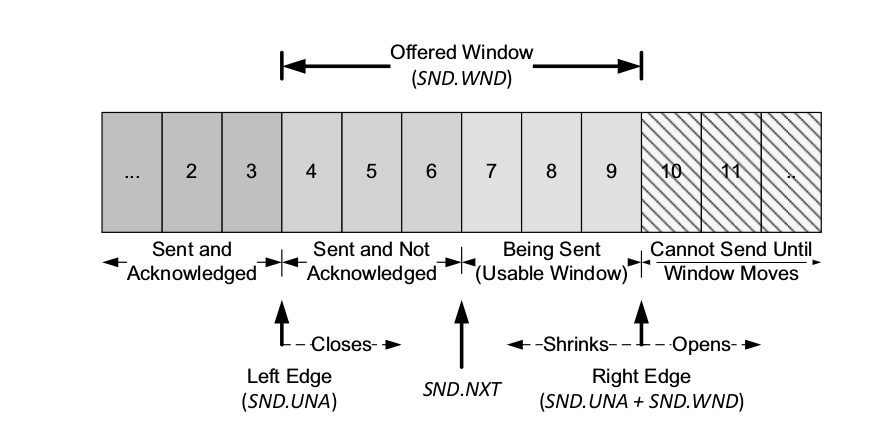 Offered Window
(SND.WND)
... 2 3 4 5 6 7 8 9 10 11 ..
Sent and Acknowledged
Sent and Not Acknowledged
Being Sent (Usable Window)
Cannot Send Until Window Moves
Closes
Shrinks
Opens
Left Edge
(SND.UNA)
SND.NXT
Right Edge
(SND.UNA + SND.WND)